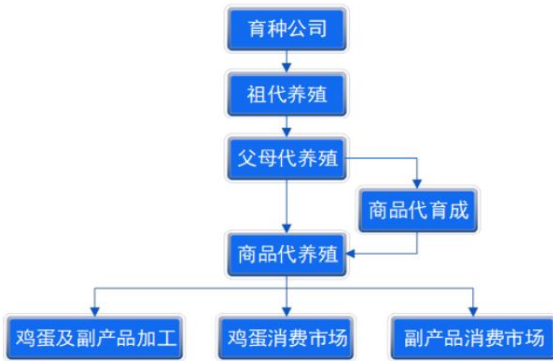 育种公司
祖代养殖
父母代养殖
商品代育成
商品代养殖
鸡蛋及副产品加工
鸡蛋消费市场
副产品消费市场